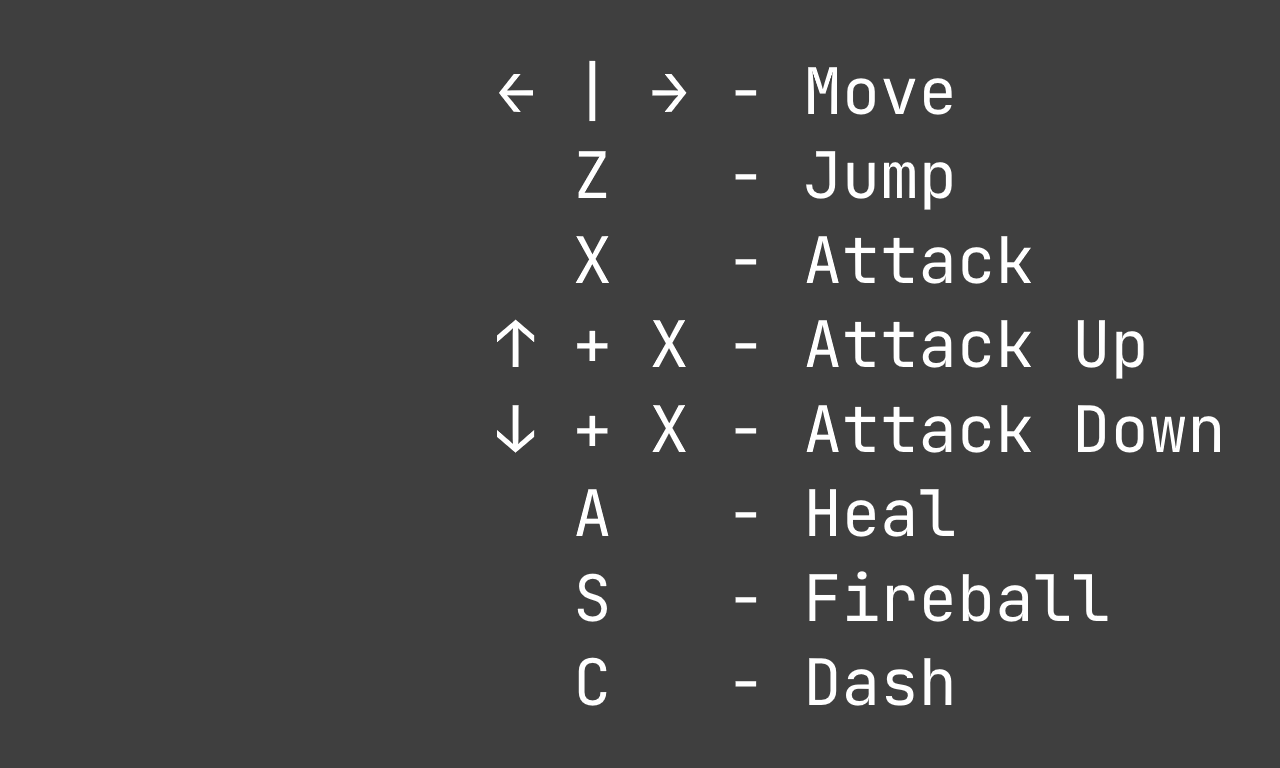 ← | → - Move
Z - Jump
X - Attack
↑ + X - Attack Up
↓ + X - Attack Down
A - Heal
S - Fireball
C - Dash